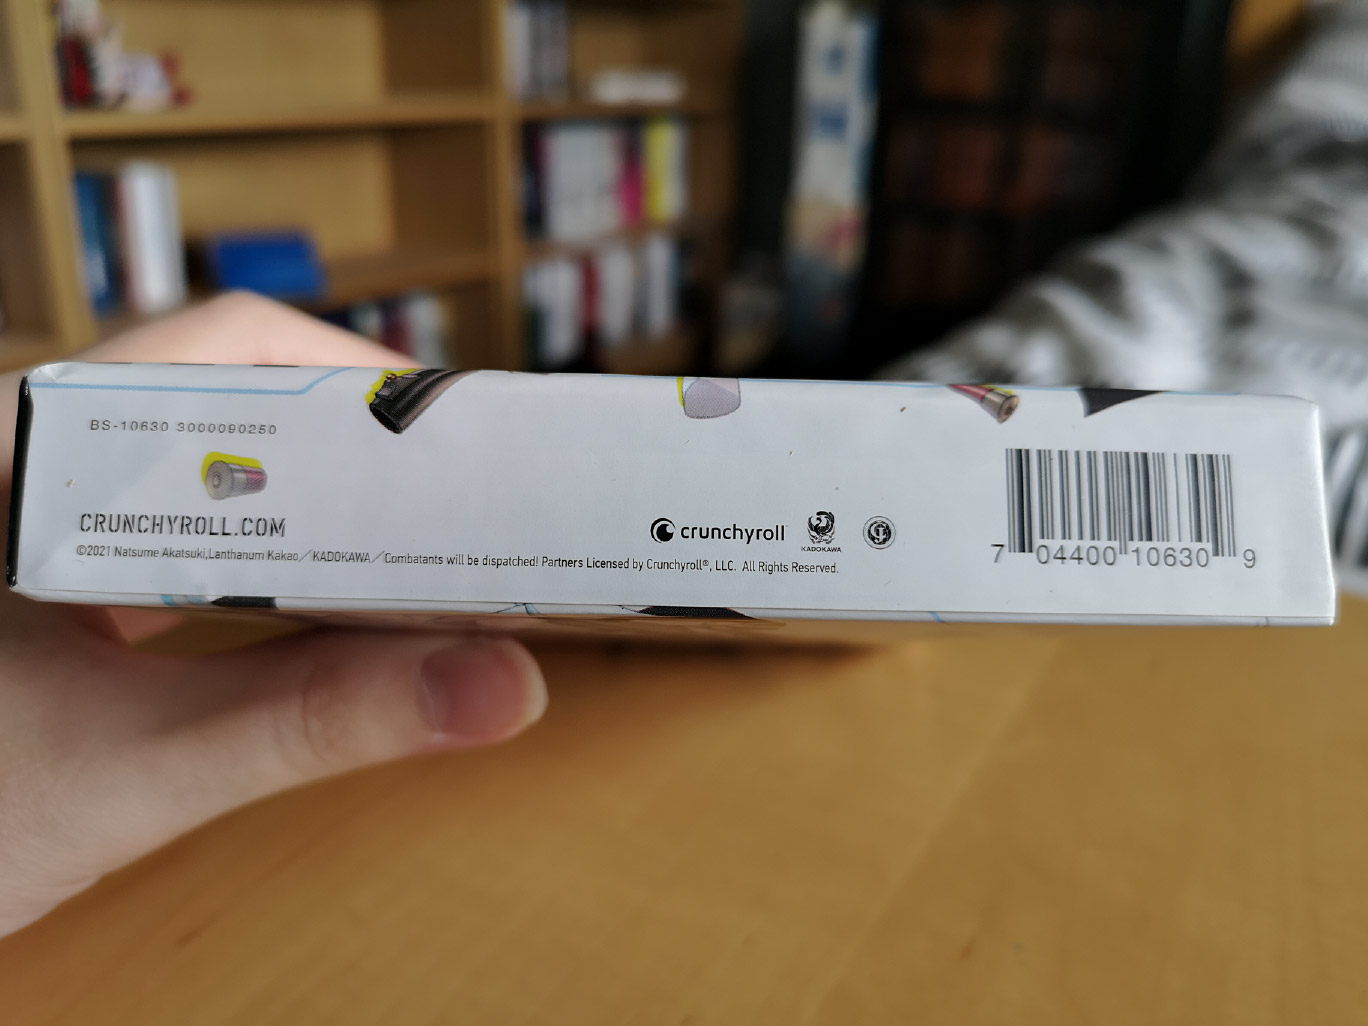 BS-10630 3000090250
CRUNCHYROLL.COM
crunchyroll
KADOKAWA
©2021 Natsume Akatsuki,Lanthanum Kakao／KADOKAWA／Combatants will be dispatched! Partners Licensed by Crunchyroll®, LLC. All Rights Reserved.
7 04400 10630 9